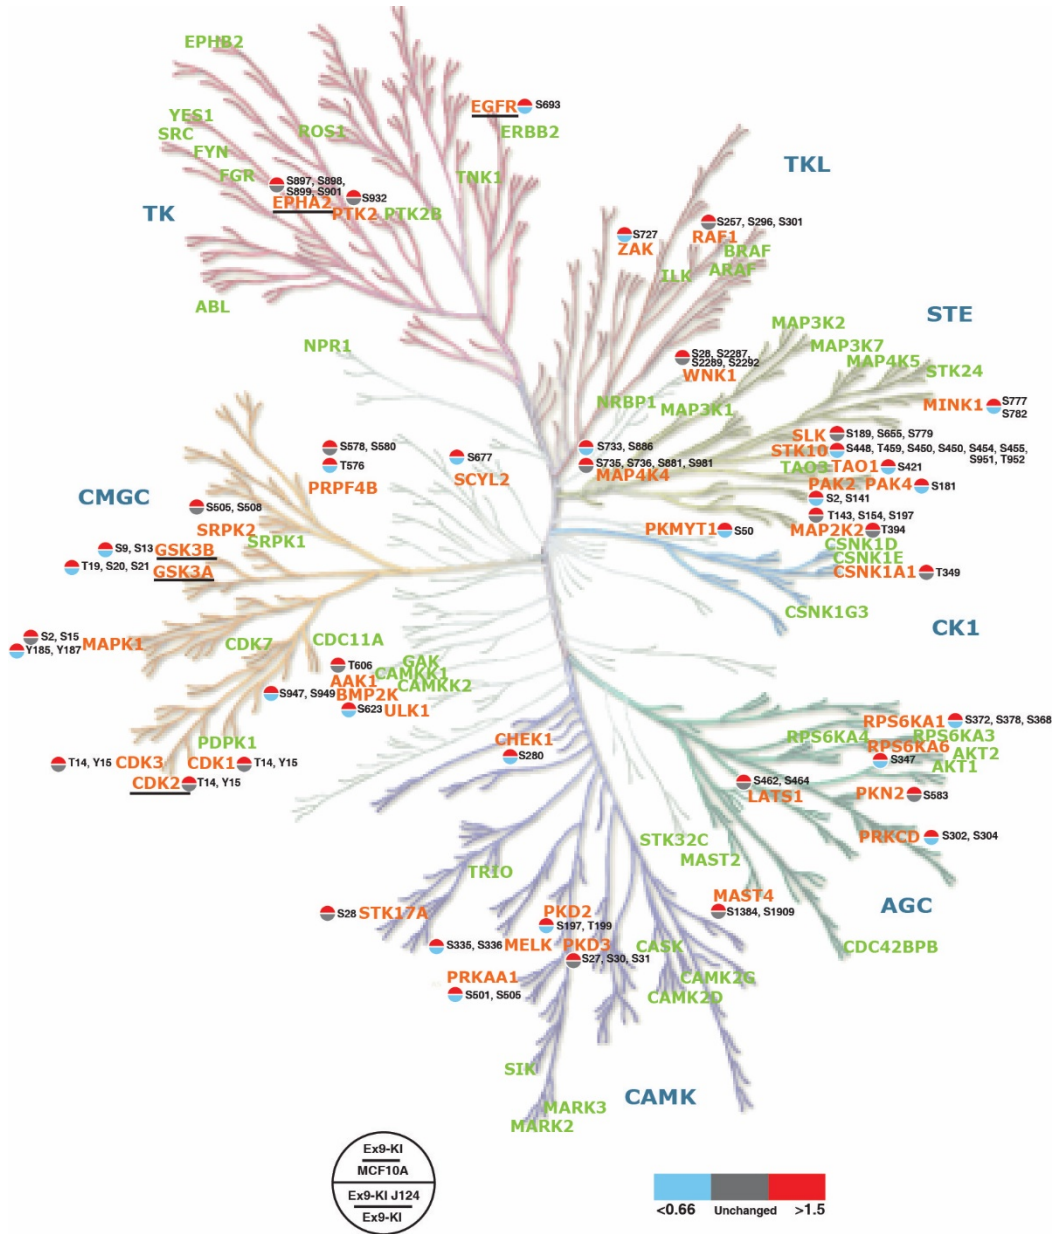 EPHB2
EGFR
S693
YES1
ROS1
ERBB2
SRC
FYN
TKL
FGR
TNK1
S897, S898,
S899, S901
S932
EPHA2
PTK2
PTK2B
TK
S727
ZAK
S257, S296, S301
RAF1
BRAF
ARAF
ILK
ABL
STE
NPR1
MAP3K2
MAP3K7
MAP4K5
STK24
S28, S2287,
S2289, S2292
WNK1
NRBP1
MAP3K1
MINK1
S777
S782
SLK
S189, S655, S779
STK10
S448, T459, S450, S450, S454, S455,
S951, T952
S578, S580
T576
PRPF4B
S677
SCYL2
S733, S886
S735, S736, S881, S981
MAP4K4
TAO3
TAO1
S421
PAK2
PAK4
S181
S2, S141
CMGC
S505, S508
SRPK2
SRPK1
T143, S154, S197
MAP2K2
T394
PKMYT1
S50
CSNK1D
CSNK1E
S9, S13
GSK3B
T19, S20, S21
GSK3A
CSNK1A1
T349
CSNK1G3
CK1
S2, S15
MAPK1
Y185, Y187
CDK7
CDC11A
GAK
T606
AAK1
CAMKK1
CAMKK2
S947, S949
BMP2K
S623
ULK1
RPS6KA1
S372, S378, S368
RPS6KA4
RPS6KA3
PDPK1
CHEK1
S280
RPS6KA6
AKT2
S347
AKT1
T14, Y15
CDK3
CDK1
T14, Y15
CDK2
T14, Y15
S462, S464
LATS1
PKN2
S583
PRKCD
S302, S304
STK32C
MAST2
TRIO
MAST4
S1384, S1909
AGC
S28
STK17A
PKD2
S197, T199
S335, S336
MELK
PKD3
CASK
CDC42BPB
S27, S30, S31
PRKAA1
S501, S505
CAMK2G
CAMK2D
SIK
CAMK
MARK3
MARK2
Ex9-KI
MCF10A
Ex9-KI J124
Ex9-KI
<0.66
Unchanged
>1.5